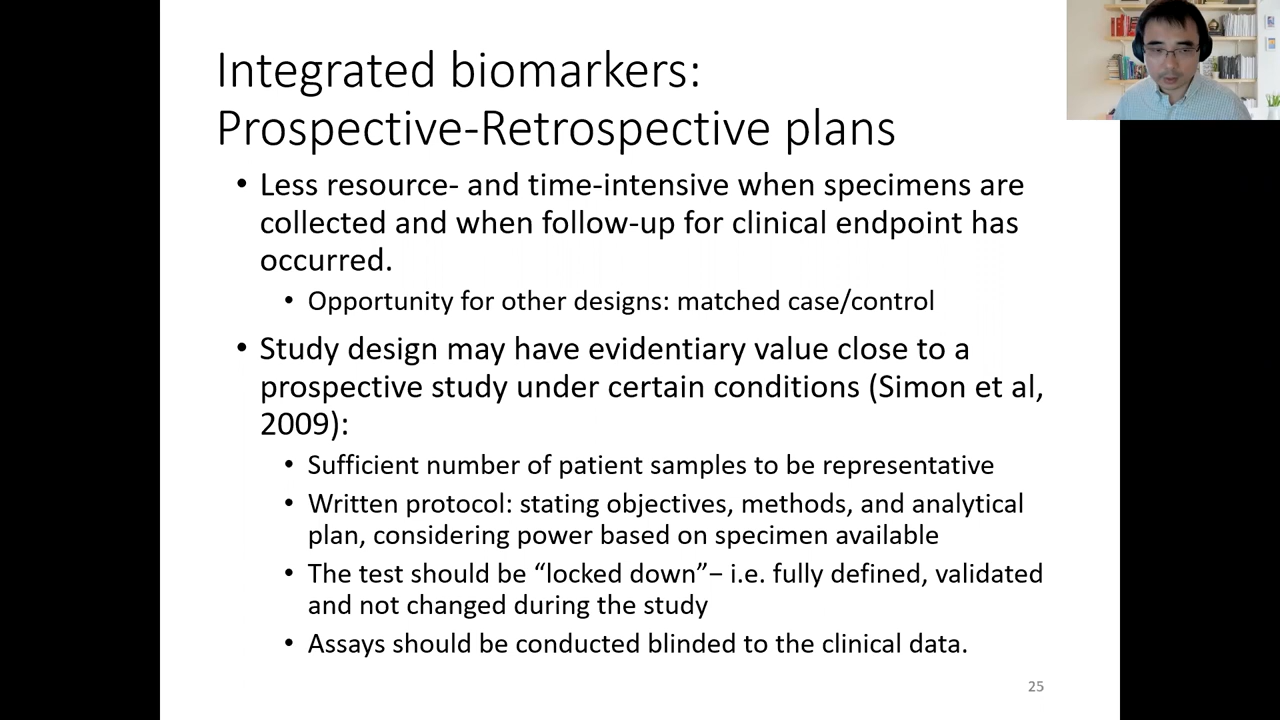 Integrated biomarkers:
Prospective-Retrospective plans
• Less resource- and time-intensive when specimens are
collected and when follow-up for clinical endpoint has
occurred.
• Opportunity for other designs: matched case/control
• Study design may have evidentiary value close to a
prospective study under certain conditions (Simon et al,
2009):
• Sufficient number of patient samples to be representative
• Written protocol: stating objectives, methods, and analytical
plan, considering power based on specimen available
• The test should be “locked down”− i.e. fully defined, validated
and not changed during the study
• Assays should be conducted blinded to the clinical data.
25